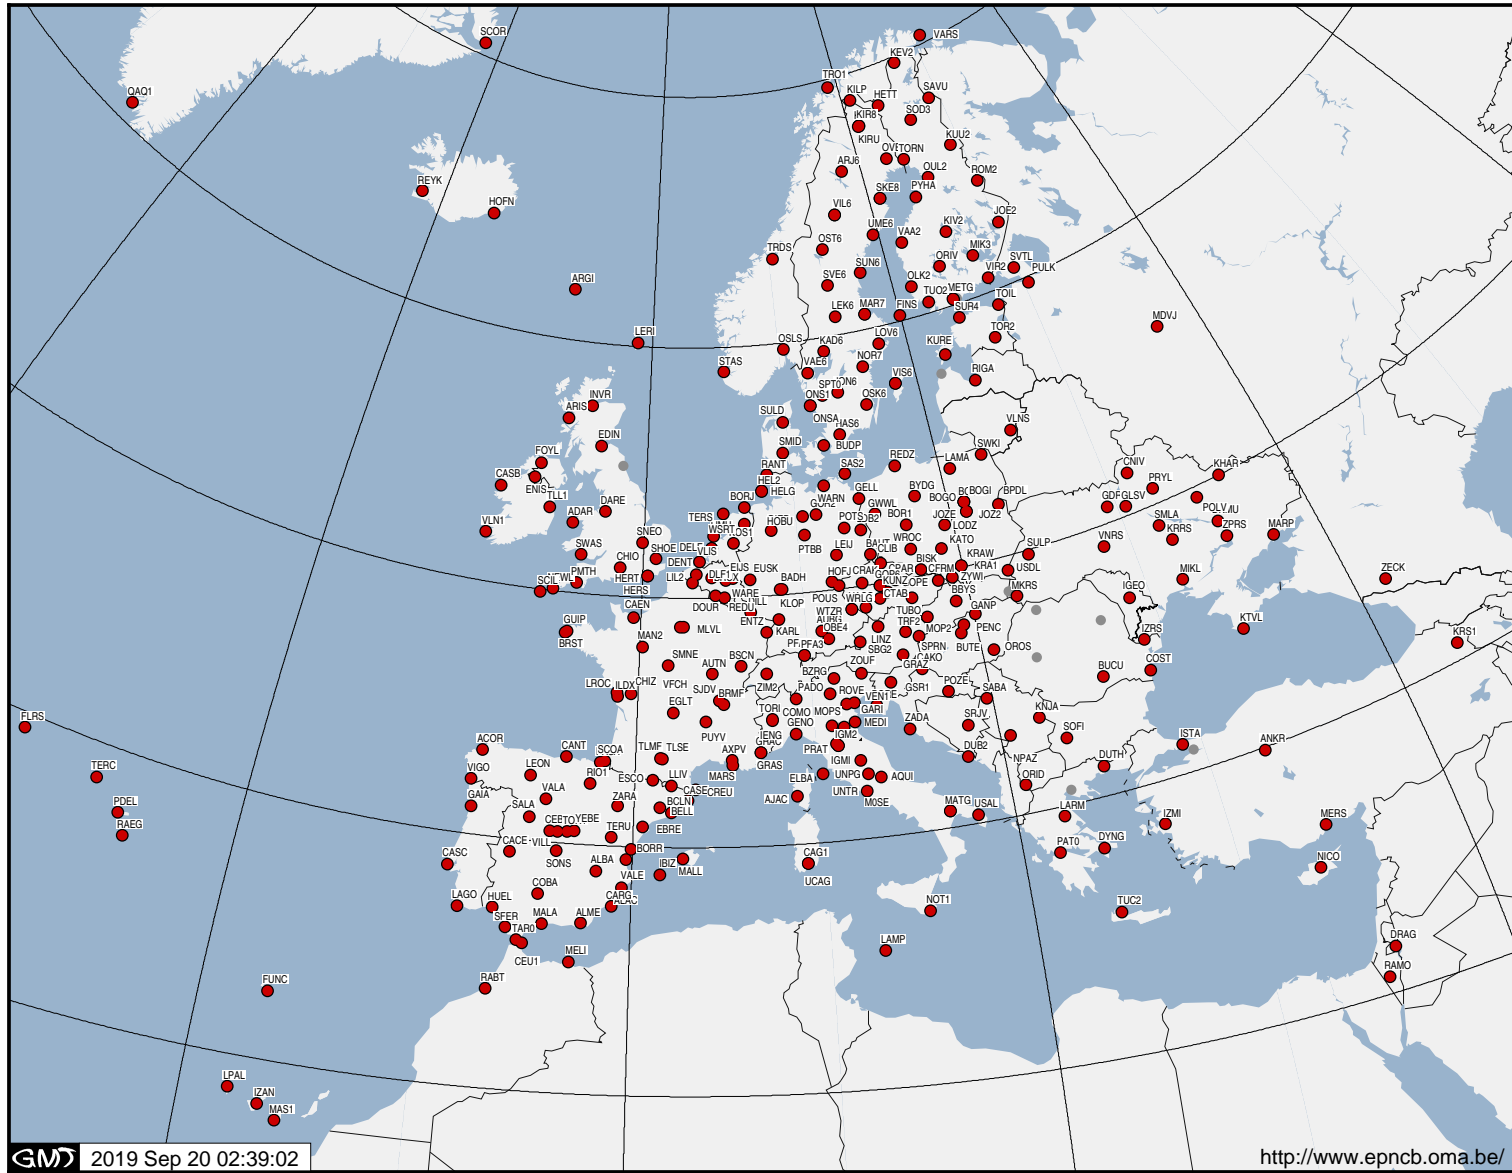 SCOR
VARS
KEV2
QAQ1
TRO1
KILP
HETT
SAVU
KIR8
SOD3
KIRU
KUU2
TORN
ARJ6
OUL2
ROM2
REYK
SKE8
PYHA
HOFN
VIL6
JOE2
UME6
VAA2
KIV2
TRDS
OST6
MIK3
SVTL
ORIV
VIR2
PULK
SUN6
ARGI
SVE6
OLK2
TUO2
METG
TOIL
LEK6
MAR7
FINS
SUR4
MDVJ
LERI
OSLS
KAD6
LOV6
TOR2
KURE
STAS
VAE6
NOR7
VIS6
RIGA
SPT0
INVR
ARIS
ONS1
OSK6
SULD
ONSA
HAS6
VLNS
EDIN
SMID
BUDP
SWKI
FOYL
RANT
SAS2
REDZ
LAMA
CNIV
KHAR
CASB
ENIS
HEL2
HELG
WARN
GELL
BYDG
BOGO
BOGI
BPDL
PRYL
TLL1
DARE
BORJ
GWWL
GLSV
POLV
ADAR
TERS
HOBU
POTS
BOR1
JOZE
JOZ2
SMLA
VLN1
SNEO
WSRT
PTBB
LODZ
KRRS
ZPRS
MARP
SWAS
SHOE
VLIS
LEIJ
CLIB
WROC
KATO
SULP
VNRS
CHIO
DENT
BISK
KRAW
KRA1
USDL
ZECK
SCIL
PMTH
HERT
LIL2
DLF1
EUSK
BADH
HOFJ
CFRM
ZYWI
MKRS
MIKL
HERS
WARE
POUS
KUNZ
BBYS
IGEO
CAEN
DOUR
REDU
KLOP
WTZR
CTAB
TUBO
GANP
GUIP
MLVL
ENTZ
KARL
OBE4
LINZ
TRF2
MOP2
PENC
KTVL
BRST
MAN2
PFA3
SBG2
SPRN
BUTE
OROS
IZRS
KRS1
SMNE
AUTN
BSCN
BZRG
ZOUF
GRAZ
BUCU
COST
LROC
ILDX
CHIZ
VFCH
SJDV
BRMF
ZIM2
PADO
ROVE
VEN1
GSR1
POZE
SABA
EGLT
TORI
COMO
MOPS
GARI
KNJA
FLRS
PUYV
IENG
GENO
MEDI
ZADA
SRJV
SOFI
ACOR
CANT
SCOA
TLMF
TLSE
AXPV
GRAS
PRAT
IGM2
DUB2
ISTA
ANKR
TERC
VIGO
LEON
RIO1
ESCO
LLIV
MARS
IGMI
UNPG
AQUI
NPAZ
DUTH
PDEL
GAIA
VALA
CREU
ELBA
UNTR
ORID
RAEG
SALA
ZARA
BCLN
BELL
AJAC
M0SE
MATG
USAL
LARM
IZMI
MERS
YEBE
TERU
EBRE
CASC
CACE
VILL
SONS
BORR
MALL
CAG1
PAT0
DYNG
NICO
ALBA
IBIZ
UCAG
LAGO
HUEL
COBA
VALE
CARG
NOT1
TUC2
SFER
MALA
ALME
TAR0
CEU1
MELI
LAMP
DRAG
FUNC
RABT
RAMO
LPAL
IZAN
MAS1
GMT 2019 Sep 20 02:39:02
http://www.epncb.oma.be/